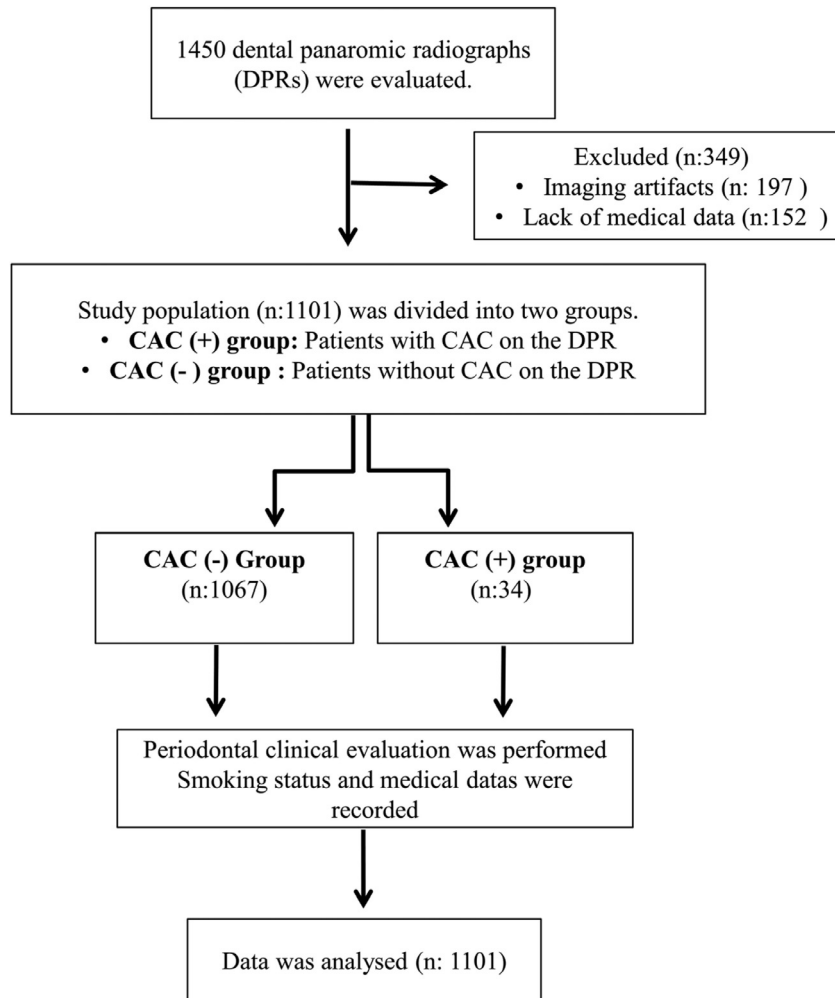 1450 dental panaromic radiographs
(DPRs) were evaluated.
Excluded (n:349)
• Imaging artifacts (n: 197 )
• Lack of medical data (n:152 )
Study population (n:1101) was divided into two groups.
• CAC (+) group: Patients with CAC on the DPR
• CAC (- ) group : Patients without CAC on the DPR
CAC (-) Group
(n:1067)
CAC (+) group
(n:34)
Periodontal clinical evaluation was performed
Smoking status and medical datas were
recorded
Data was analysed (n: 1101)